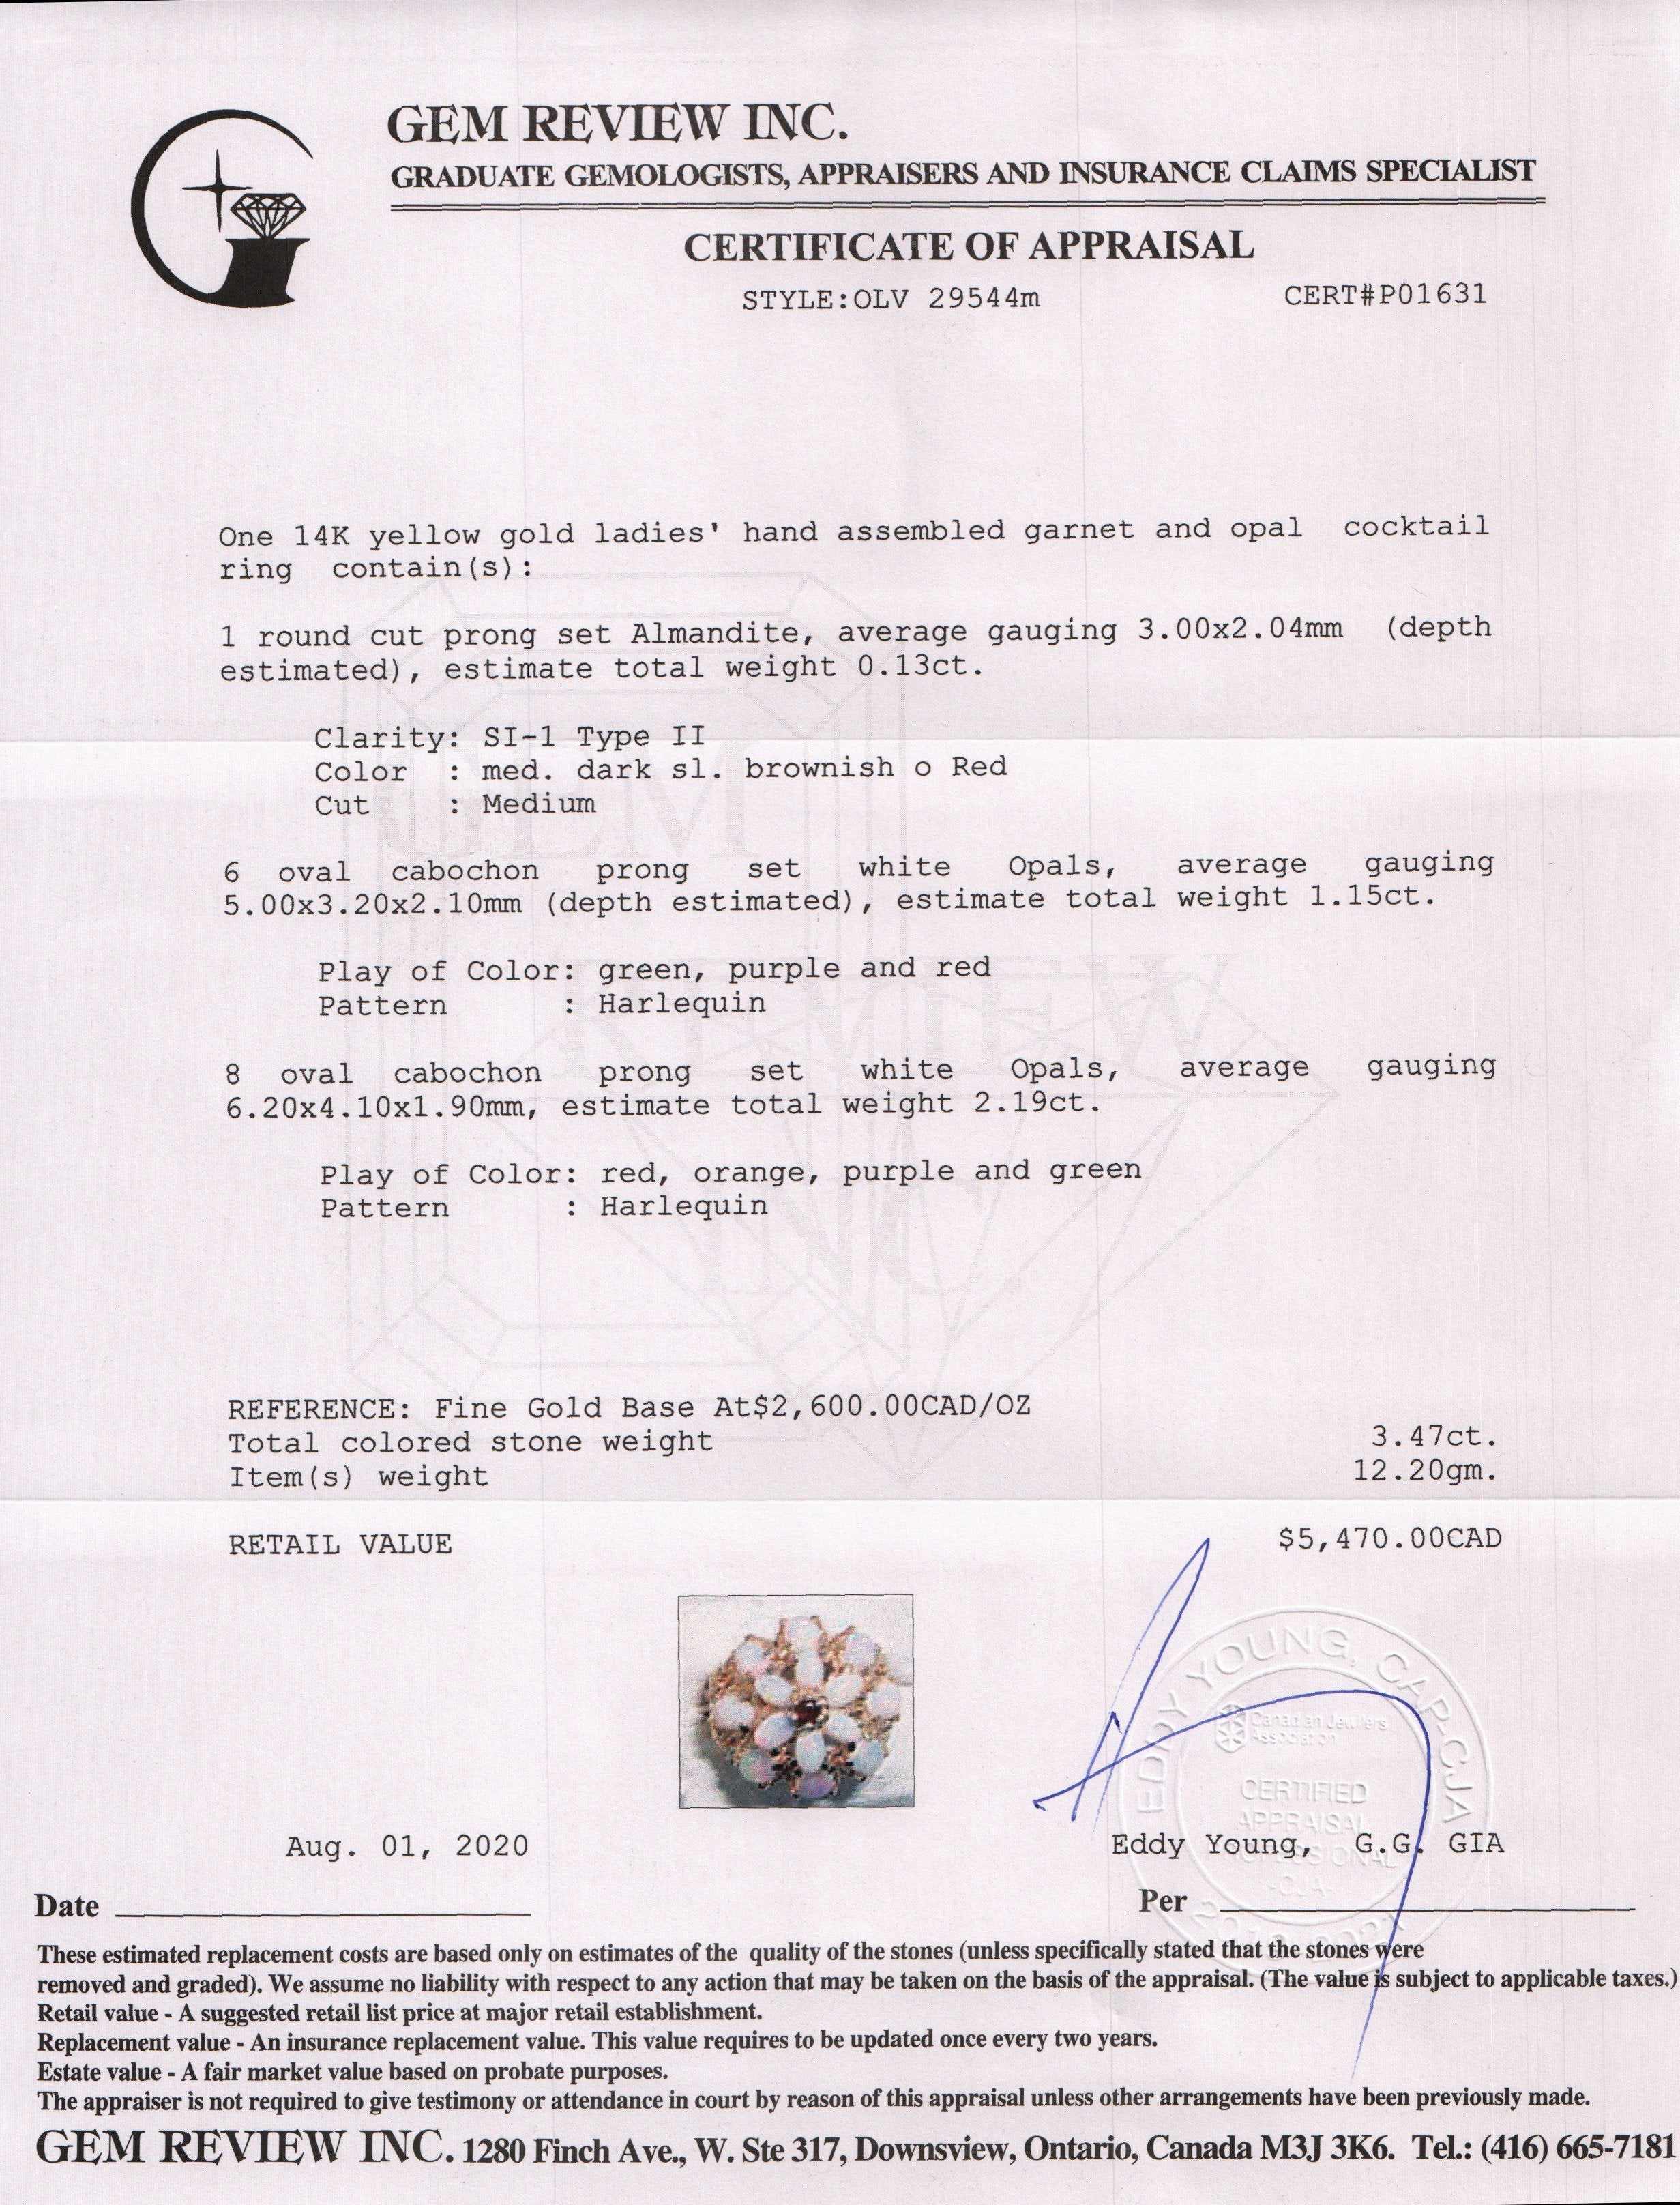 GEM REVIEW INC.
GRADUATE GEMOLOGISTS, APPRAISERS AND INSURANCE CLAIMS SPECIALIST
CERTIFICATE OF APPRAISAL
STYLE:OLV 29544m CERT#P01631
One 14K yellow gold ladies' hand assembled garnet and opal cocktail
ring contain(s):
1 round cut prong set Almandite, average gauging 3.00x2.04mm (depth
estimated), estimate total weight 0.13ct.
Clarity: SI-1 Type II
Color : med. dark sl. brownish o Red
Cut : Medium
6 oval cabochon prong set white Opals, average gauging
5.00x3.20x2.10mm (depth estimated), estimate total weight 1.15ct.
Play of Color: green, purple and red
Pattern : Harlequin
8 oval cabochon prong set white Opals, average gauging
6.20x4.10x1.90mm, estimate total weight 2.19ct.
Play of Color: red, orange, purple and green
Pattern : Harlequin
GEM
REVIEW
INC.
REFERENCE: Fine Gold Base At$2,600.00CAD/OZ
Total colored stone weight 3.47ct.
Item(s) weight 12.20gm.
RETAIL VALUE $5,470.00CAD
EDDY YOUNG, CAP-CJA
Canadian Jewellers
Association
CERTIFIED
APPRAISAL
PROFESSIONAL
-CJA-
Aug. 01, 2020 Eddy Young, G.G. GIA
Date Per
These estimated replacement costs are based only on estimates of the quality of the stones (unless specifically stated that the stones were
removed and graded). We assume no liability with respect to any action that may be taken on the basis of the appraisal. (The value is subject to applicable taxes.)
Retail value - A suggested retail list price at major retail establishment.
Replacement value - An insurance replacement value. This value requires to be updated once every two years.
Estate value - A fair market value based on probate purposes.
The appraiser is not required to give testimony or attendance in court by reason of this appraisal unless other arrangements have been previously made.
GEM REVIEW INC. 1280 Finch Ave., W. Ste 317, Downsview, Ontario, Canada M3J 3K6. Tel.: (416) 665-7181